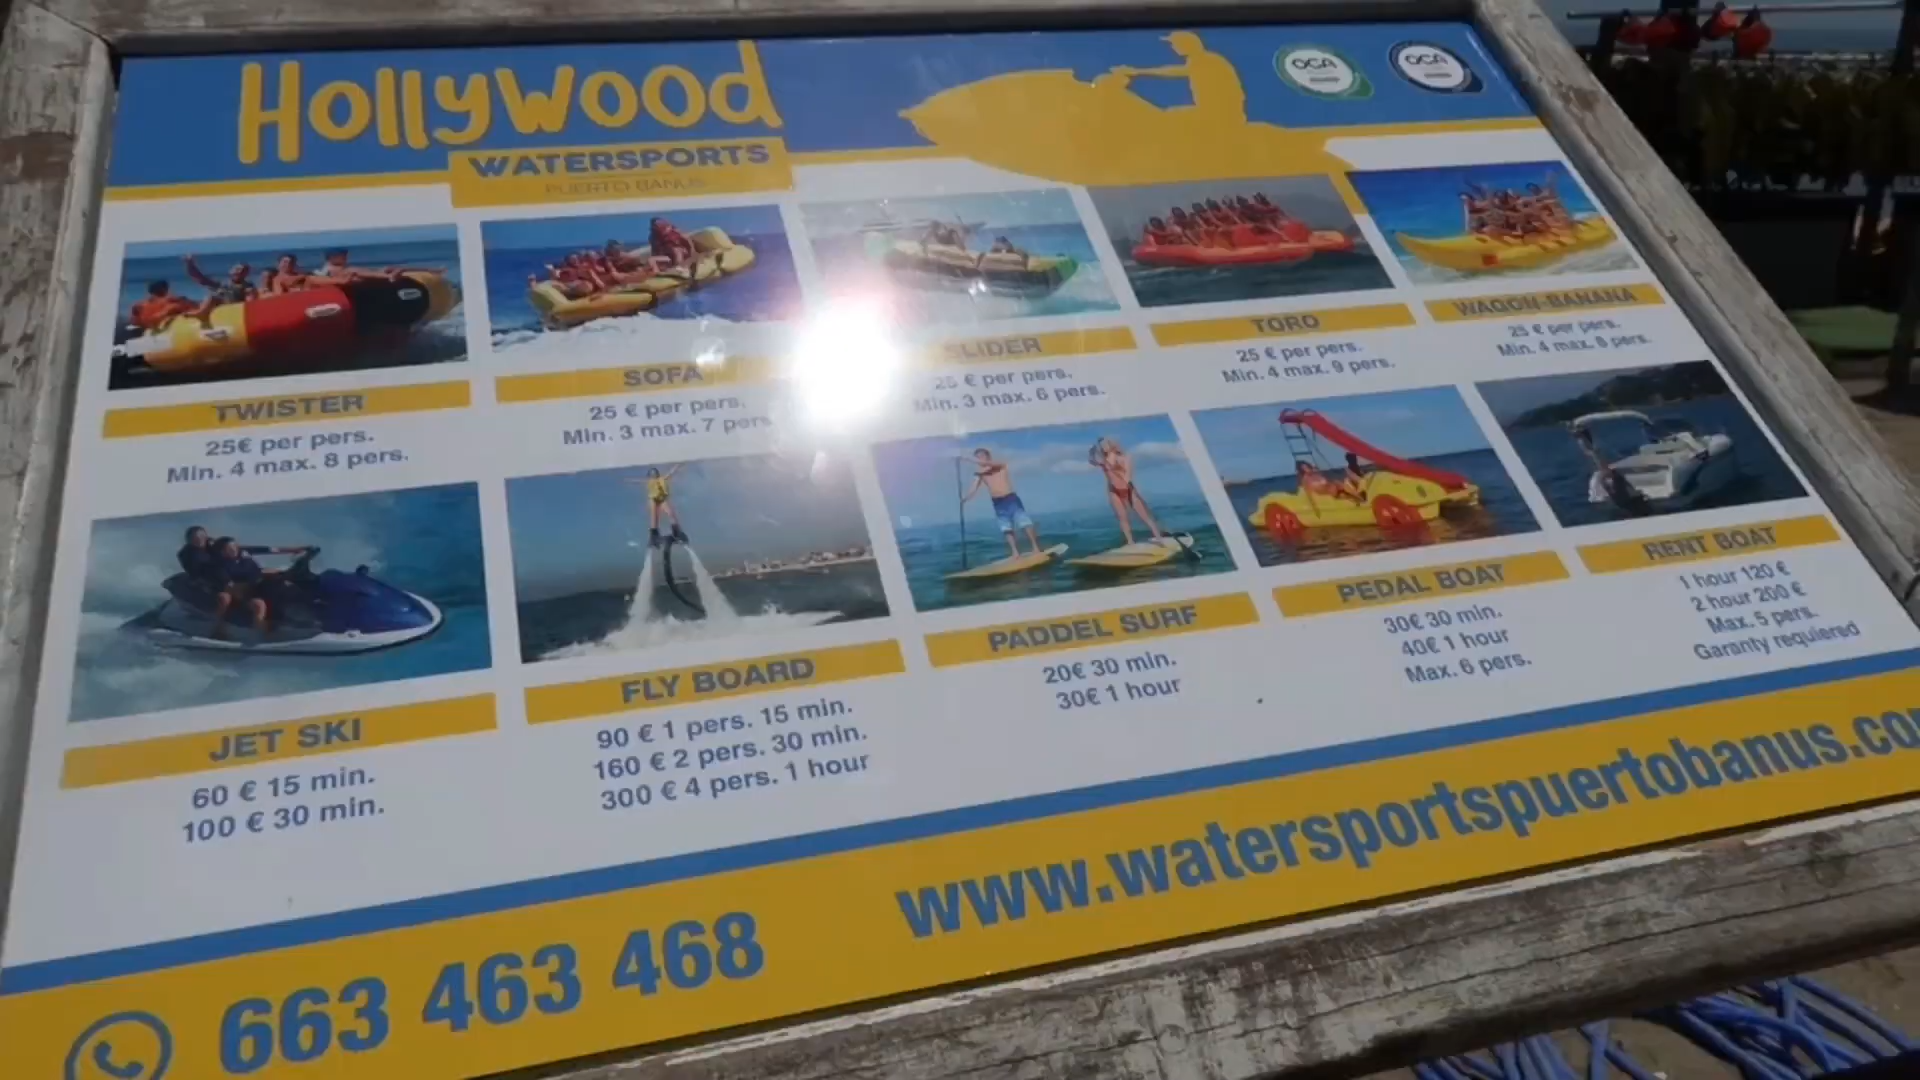 Hollywood
WATERSPORTS
PUERTO BANUS
OCA
OCA
TWISTER
25€ per pers.
Min. 4 max. 8 pers.
SOFA
25 € per pers.
Min. 3 max. 7 pers
SLIDER
25 € per pers.
Min. 3 max. 6 pers.
TORO
25 € per pers.
Min. 4 max. 9 pers.
WAGON-BANANA
25 € per pers.
Min. 4 max. 8 pers.
JET SKI
60 € 15 min.
100 € 30 min.
FLY BOARD
90 € 1 pers. 15 min.
160 € 2 pers. 30 min.
300 € 4 pers. 1 hour
PADDEL SURF
20€ 30 min.
30€ 1 hour
PEDAL BOAT
30€ 30 min.
40€ 1 hour
Max. 6 pers.
RENT BOAT
1 hour 120 €
2 hour 200 €
Max. 5 pers.
Garanty requiered
663 463 468
www.watersportspuertobanus.co